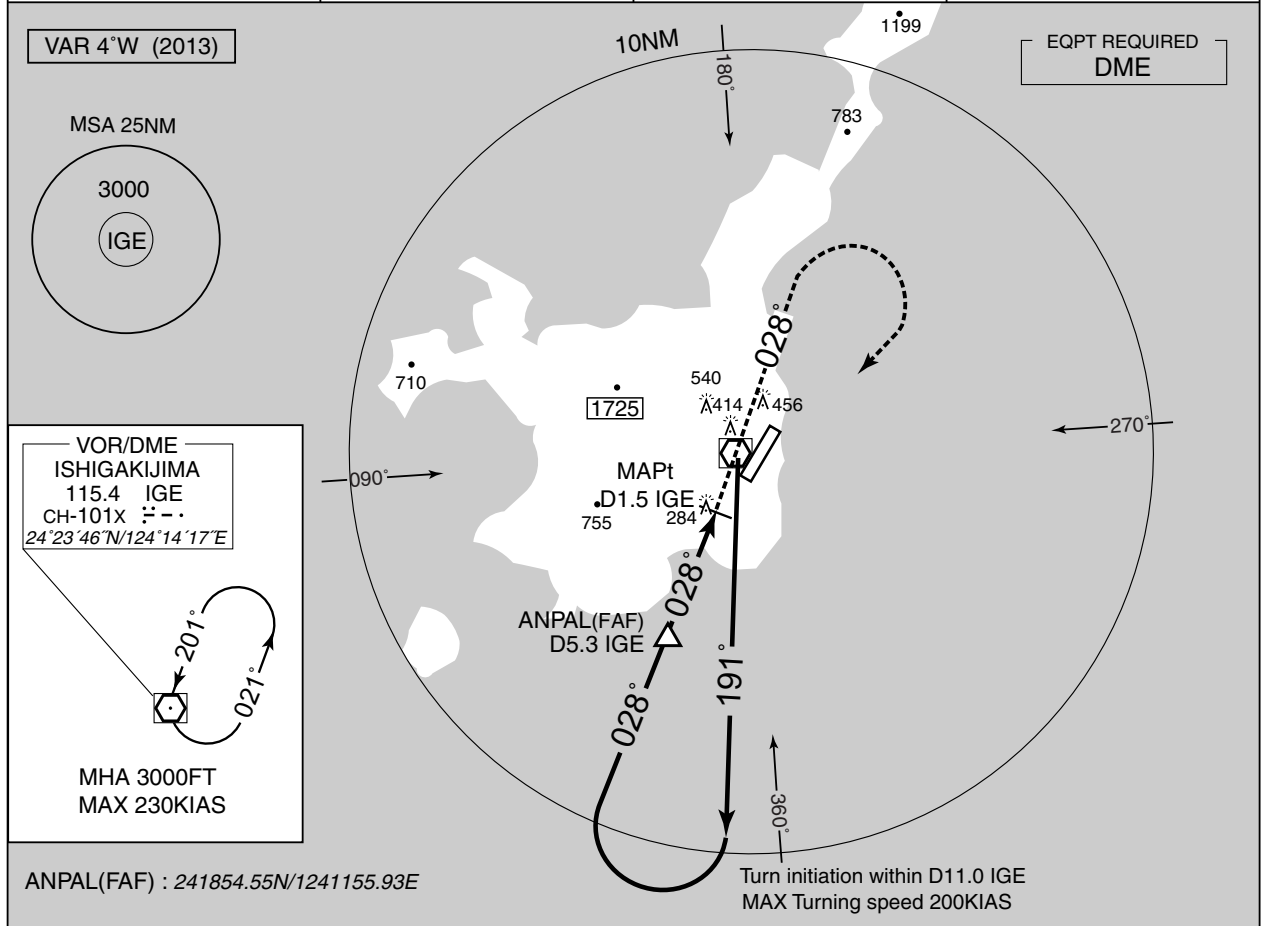 VAR 4˚W (2013)
10NM
1199
EQPT REQUIRED
DME
180˚
MSA 25NM
3000
IGE
783
028˚
710
1725
540
414
456
270˚
090˚
MAPt
D1.5 IGE
755
284
VOR/DME
ISHIGAKIJIMA
115.4 IGE
CH-101X
24˚23´46˝N/124˚14´17˝E
028˚
ANPAL(FAF)
D5.3 IGE
201˚
021˚
191˚
028˚
MHA 3000FT
MAX 230KIAS
360˚
ANPAL(FAF) : 241854.55N/1241155.93E
Turn initiation within D11.0 IGE
MAX Turning speed 200KIAS